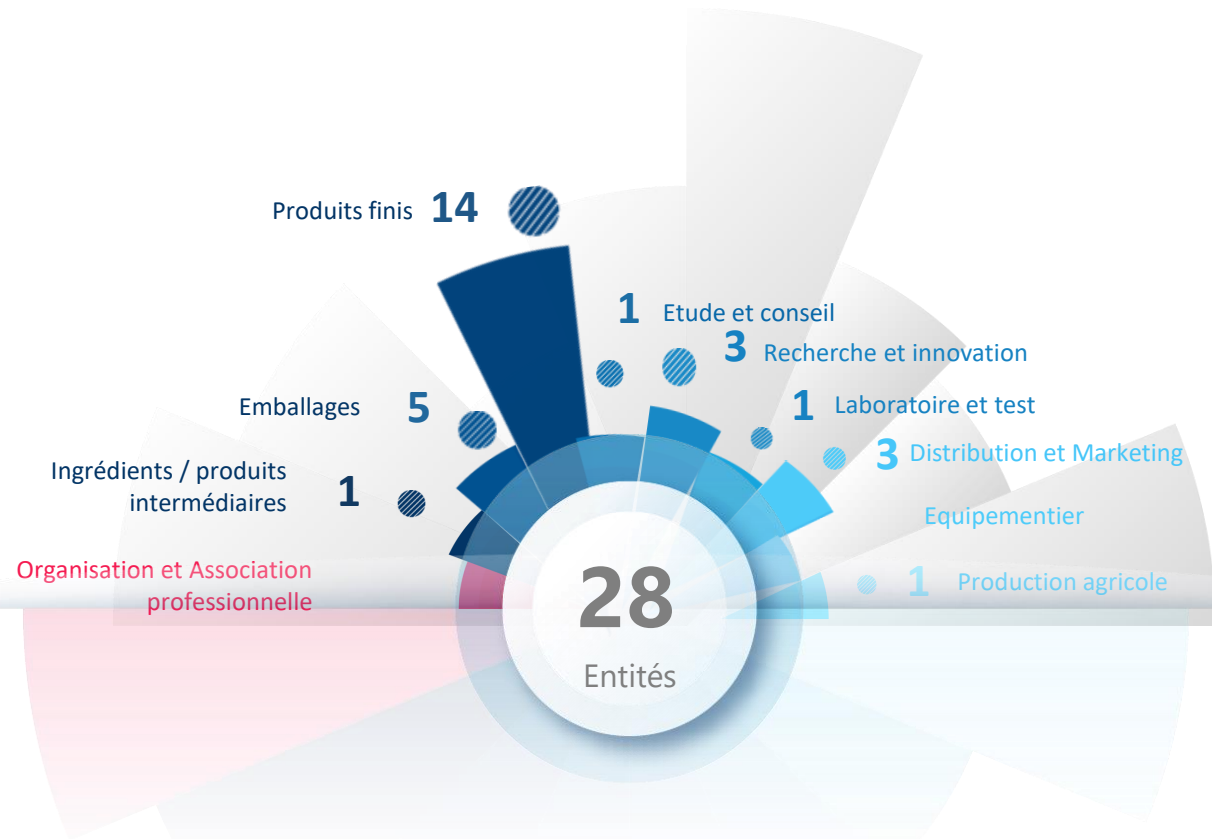 Produits finis 14
1 Etude et conseil
3 Recherche et innovation
Emballages 5
1 Laboratoire et test
3 Distribution et Marketing
Ingrédients / produits
intermédiaires 1
Equipementier
Organisation et Association
professionnelle
1 Production agricole
28
Entités